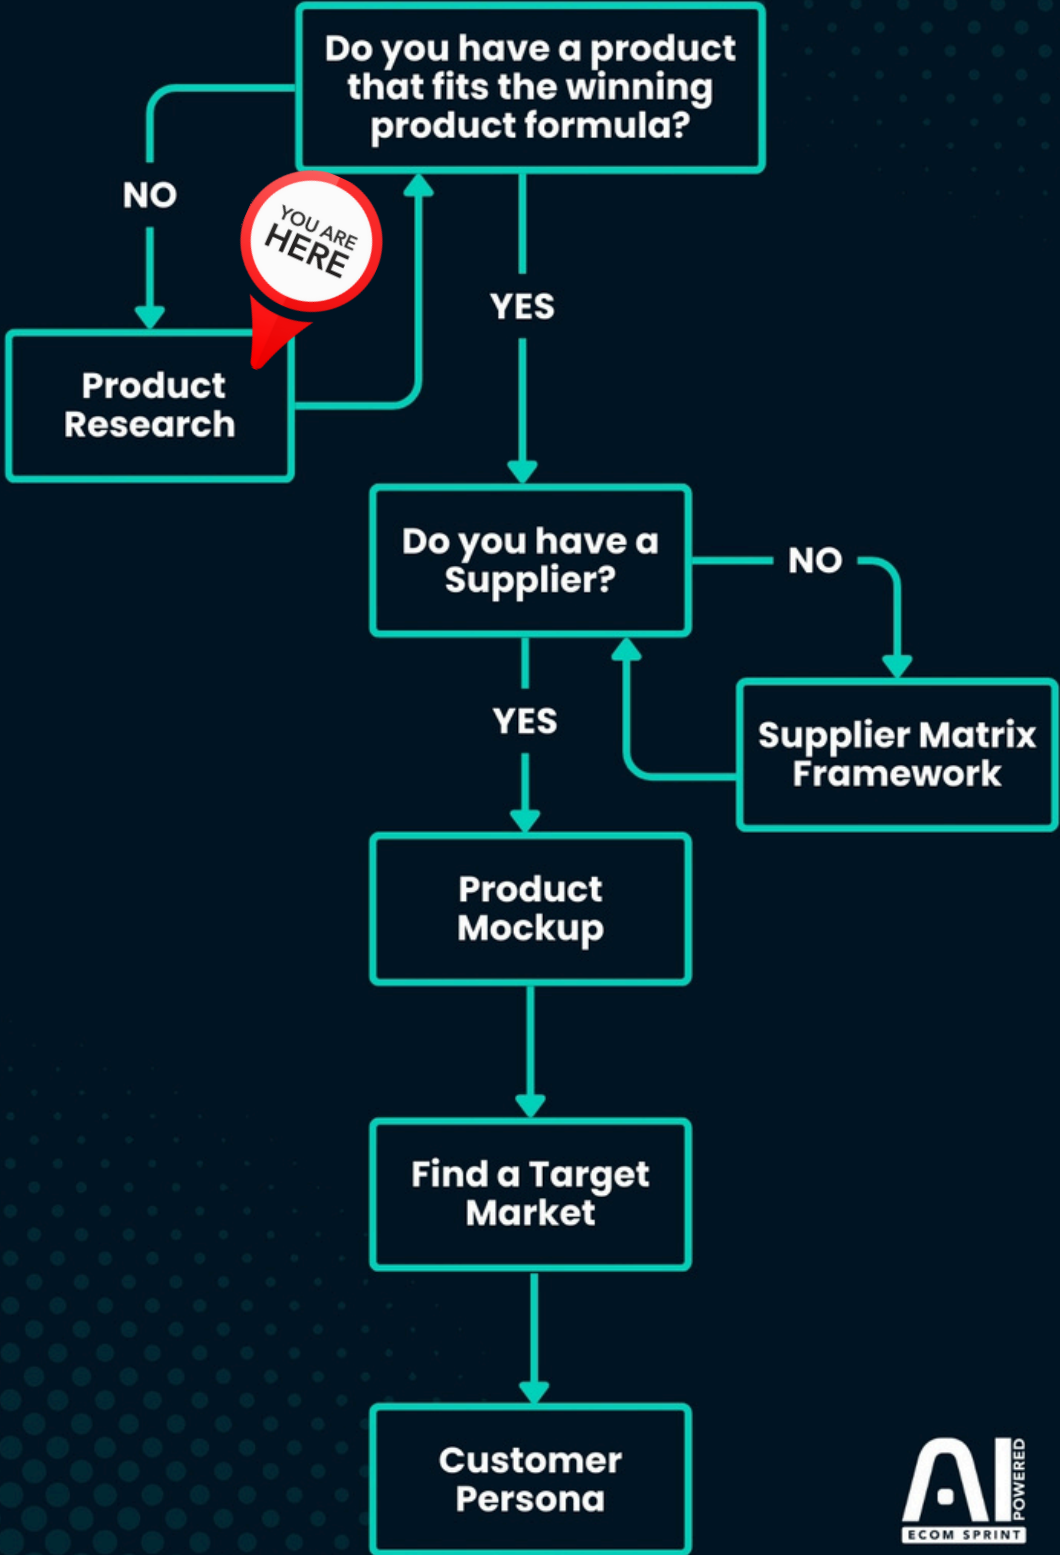 Do you have a product
that fits the winning
product formula?
NO
YOU ARE
HERE
YES
Product
Research
Do you have a
Supplier?
NO
YES
Supplier Matrix
Framework
Product
Mockup
Find a Target
Market
Customer
Persona
AI
POWERED
ECOM SPRINT